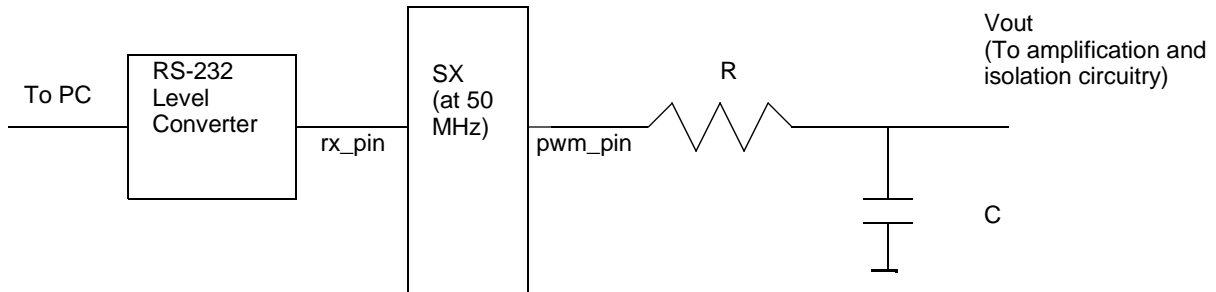 To PC
RS-232
Level
Converter
rx_pin
SX
(at 50
MHz)
pwm_pin
R
Vout
(To amplification and
isolation circuitry)
C